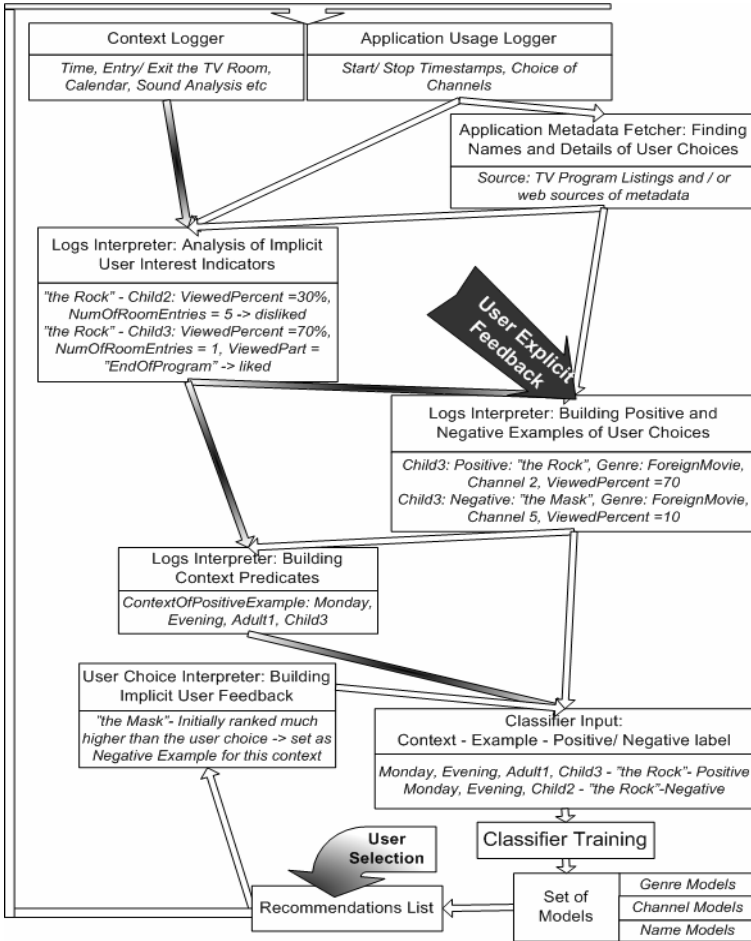 Context Logger
Time, Entry/ Exit the TV Room,
Calendar, Sound Analysis etc
Application Usage Logger
Start/ Stop Timestamps, Choice of
Channels
Application Metadata Fetcher: Finding
Names and Details of User Choices
Source: TV Program Listings and / or
web sources of metadata
Logs Interpreter: Analysis of Implicit
User Interest Indicators
"the Rock" - Child2: ViewedPercent =30%,
NumOfRoomEntries = 5 -> disliked
"the Rock" - Child3: ViewedPercent =70%,
NumOfRoomEntries = 1, ViewedPart =
"EndOfProgram" -> liked
User Explicit
Feedback
Logs Interpreter: Building Positive and
Negative Examples of User Choices
Child3: Positive: "the Rock", Genre: ForeignMovie,
Channel 2, ViewedPercent =70
Child3: Negative: "the Mask", Genre: ForeignMovie,
Channel 5, ViewedPercent =10
Logs Interpreter: Building
Context Predicates
ContextOfPositiveExample: Monday,
Evening, Adult1, Child3
User Choice Interpreter: Building
Implicit User Feedback
"the Mask"- Initially ranked much
higher than the user choice -> set as
Negative Example for this context
Classifier Input:
Context - Example - Positive/ Negative label
Monday, Evening, Adult1, Child3 - "the Rock"- Positive
Monday, Evening, Child2 - "the Rock"-Negative
Classifier Training
User
Selection
Recommendations List
Set of
Models
Genre Models
Channel Models
Name Models